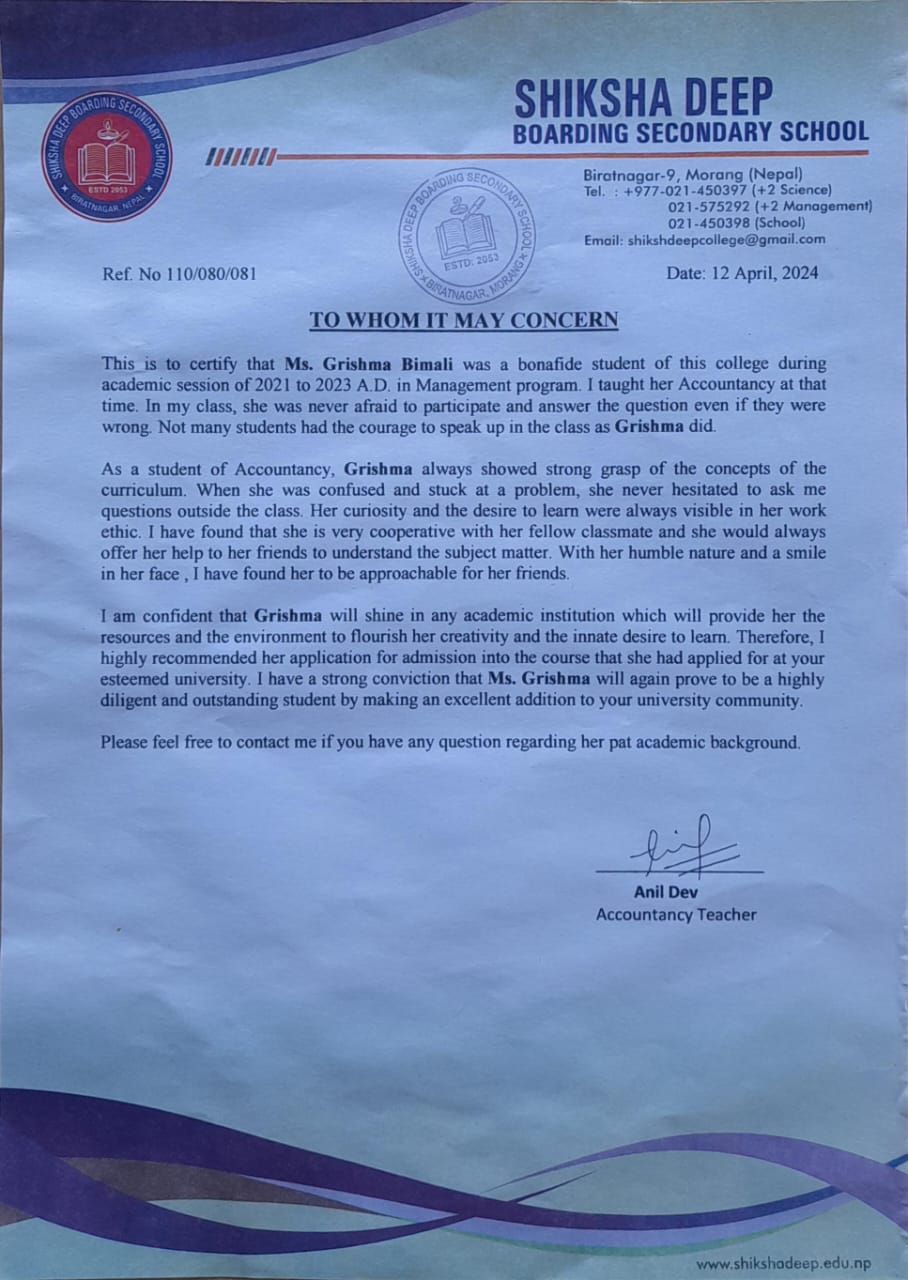 SHIKSHA DEEP BOARDING SECONDARY SCHOOL
ESTD 2053
BIRATNAGAR, NEPAL
SHIKSHA DEEP
BOARDING SECONDARY SCHOOL
Biratnagar-9, Morang (Nepal)
Tel. : +977-021-450397 (+2 Science)
021-575292 (+2 Management)
021-450398 (School)
Email: shikshdeepcollege@gmail.com
SHIKSHA DEEP BOARDING SECONDARY SCHOOL
ESTD: 2053
BIRATNAGAR, MORANG
Ref. No 110/080/081
Date: 12 April, 2024
TO WHOM IT MAY CONCERN
This is to certify that Ms. Grishma Bimali was a bonafide student of this college during
academic session of 2021 to 2023 A.D. in Management program. I taught her Accountancy at that
time. In my class, she was never afraid to participate and answer the question even if they were
wrong. Not many students had the courage to speak up in the class as Grishma did.
As a student of Accountancy, Grishma always showed strong grasp of the concepts of the
curriculum. When she was confused and stuck at a problem, she never hesitated to ask me
questions outside the class. Her curiosity and the desire to learn were always visible in her work
ethic. I have found that she is very cooperative with her fellow classmate and she would always
offer her help to her friends to understand the subject matter. With her humble nature and a smile
in her face , I have found her to be approachable for her friends.
I am confident that Grishma will shine in any academic institution which will provide her the
resources and the environment to flourish her creativity and the innate desire to learn. Therefore, I
highly recommended her application for admission into the course that she had applied for at your
esteemed university. I have a strong conviction that Ms. Grishma will again prove to be a highly
diligent and outstanding student by making an excellent addition to your university community.
Please feel free to contact me if you have any question regarding her pat academic background.
Anil Dev
Accountancy Teacher
www.shikshadeep.edu.np